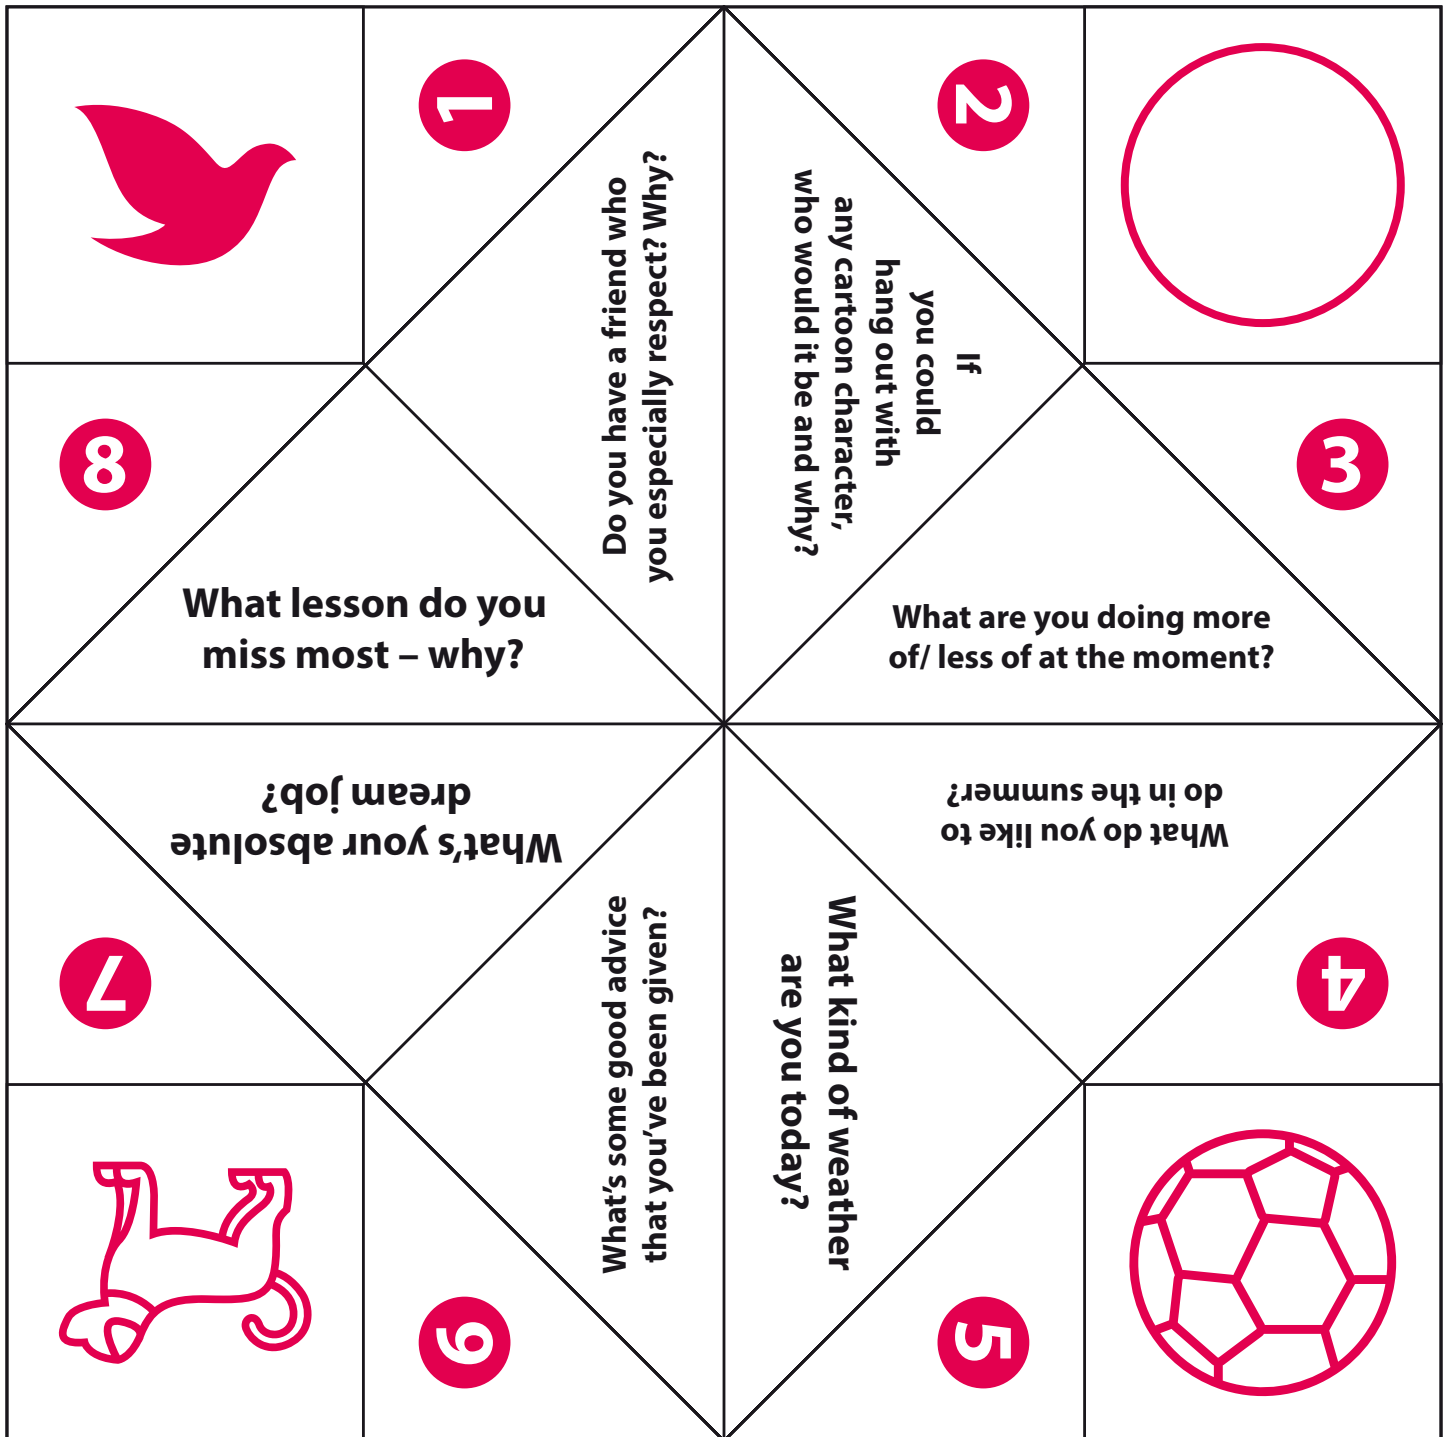 1
Do you have a friend who
you especially respect? Why?
2
If
you could
hang out with
any cartoon character,
who would it be and why?
3
What are you doing more
of/ less of at the moment?
4
What do you like to
do in the summer?
5
What kind of weather
are you today?
6
What's some good advice
that you've been given?
7
What's your absolute
dream job?
8
What lesson do you
miss most – why?